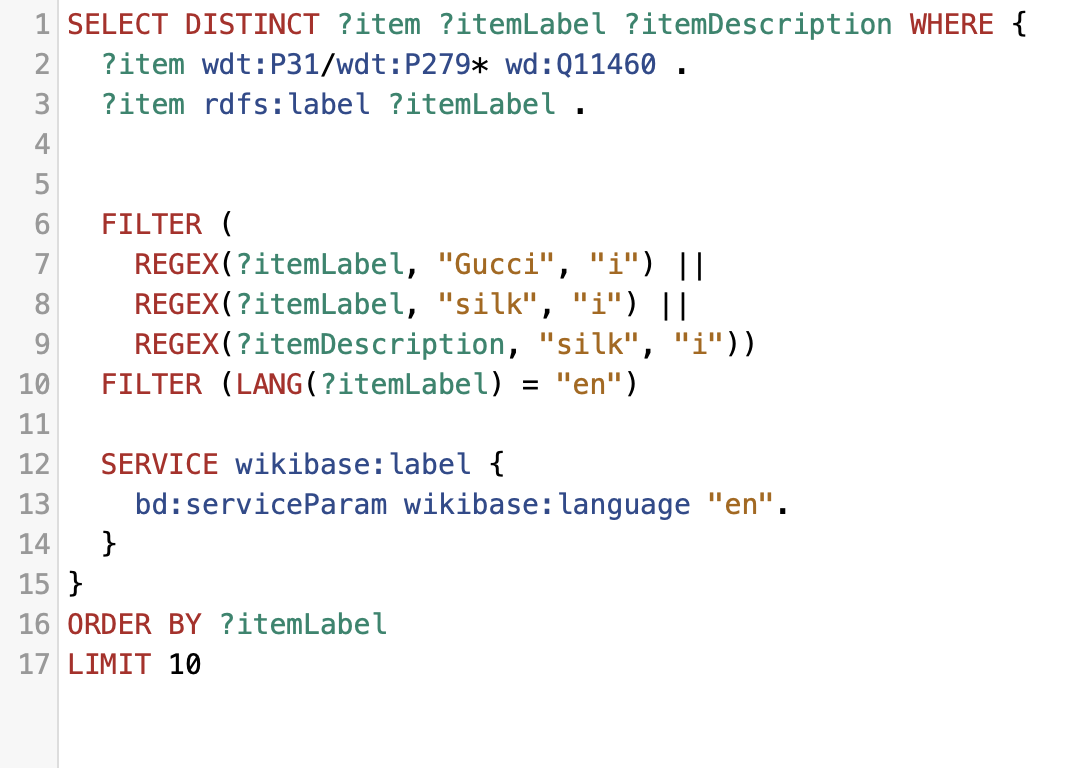 1 SELECT DISTINCT ?item ?itemLabel ?itemDescription WHERE {
2   ?item wdt:P31/wdt:P279* wd:Q11460 .
3   ?item rdfs:label ?itemLabel .
4
5
6   FILTER (
7     REGEX(?itemLabel, "Gucci", "i") ||
8     REGEX(?itemLabel, "silk", "i") ||
9     REGEX(?itemDescription, "silk", "i"))
10   FILTER (LANG(?itemLabel) = "en")
11
12   SERVICE wikibase:label {
13     bd:serviceParam wikibase:language "en".
14   }
15 }
16 ORDER BY ?itemLabel
17 LIMIT 10